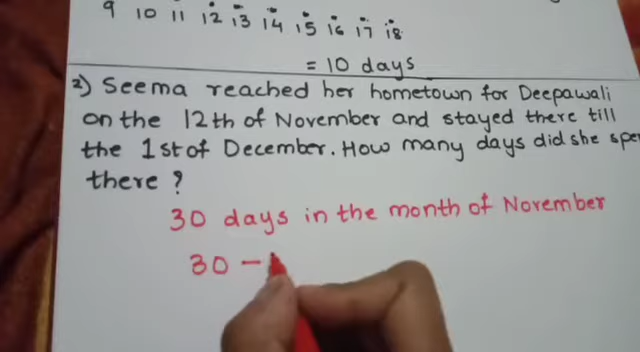 9 10 11 12 13 14 15 16 17 18
= 10 days
2) Seema reached her hometown for Deepawali
on the 12th of November and stayed there till
the 1st of December. How many days did she spe
there ?
30 days in the month of November
30 –